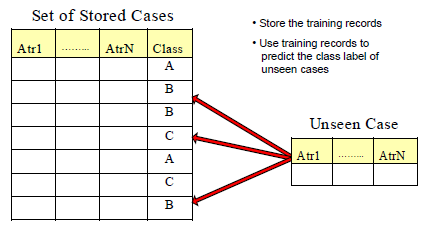 Set of Stored Cases
Atr1 ......... AtrN Class
A
B
B
C
A
C
B
• Store the training records
• Use training records to
predict the class label of
unseen cases
Unseen Case
Atr1 ......... AtrN